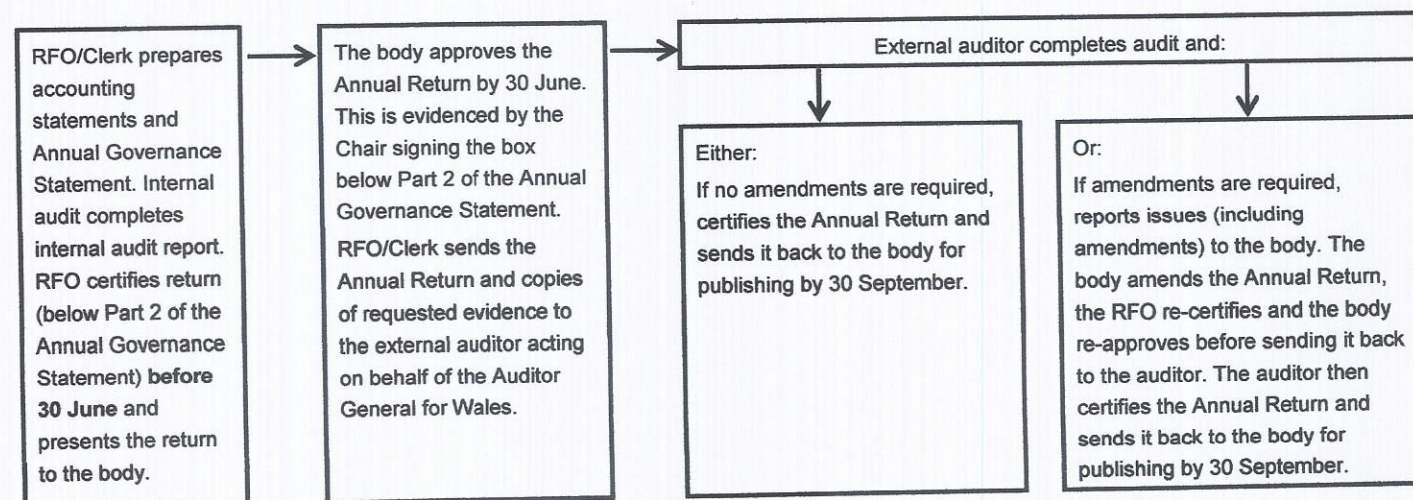 RFO/Clerk prepares
accounting
statements and
Annual Governance
Statement. Internal
audit completes
internal audit report.
RFO certifies return
(below Part 2 of the
Annual Governance
Statement) before
30 June and
presents the return
to the body.
The body approves the
Annual Return by 30 June.
This is evidenced by the
Chair signing the box
below Part 2 of the Annual
Governance Statement.
RFO/Clerk sends the
Annual Return and copies
of requested evidence to
the external auditor acting
on behalf of the Auditor
General for Wales.
External auditor completes audit and:
Either:
If no amendments are required,
certifies the Annual Return and
sends it back to the body for
publishing by 30 September.
Or:
If amendments are required,
reports issues (including
amendments) to the body. The
body amends the Annual Return,
the RFO re-certifies and the body
re-approves before sending it back
to the auditor. The auditor then
certifies the Annual Return and
sends it back to the body for
publishing by 30 September.